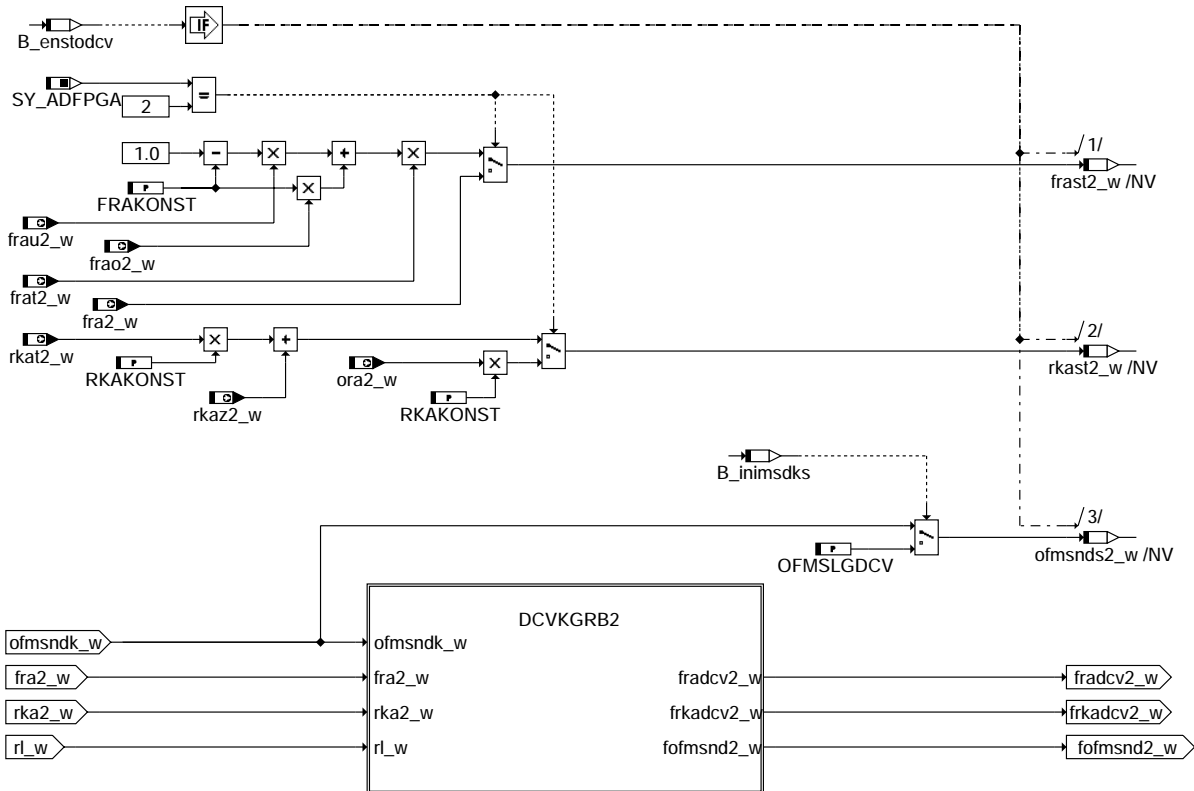 B_enstodcv
IF
SY_ADFPGA
2
=
1.0
FRAKONST
P
frau2_w
frao2_w
frat2_w
fra2_w
/1/
frast2_w /NV
rkat2_w
P
RKAKONST
rkaz2_w
ora2_w
P
RKAKONST
/2/
rkast2_w /NV
B_inimsdks
P
OFMSLGDCV
/3/
ofmsnds2_w /NV
DCVKGRB2
ofmsndk_w
ofmsndk_w
fra2_w
fra2_w
fradcv2_w
fradcv2_w
rka2_w
rka2_w
frkadcv2_w
frkadcv2_w
rl_w
rl_w
fofmsnd2_w
fofmsnd2_w